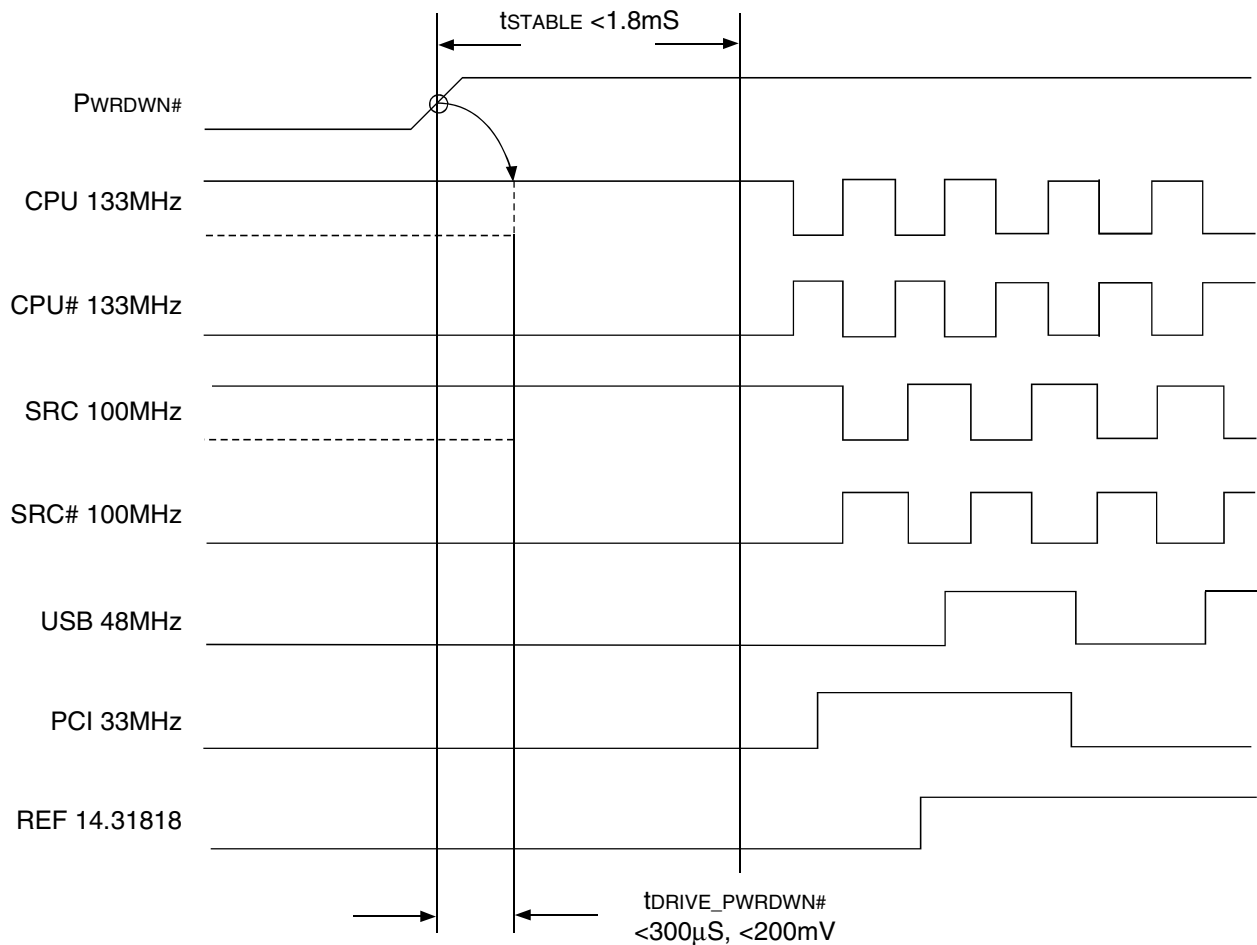 tSTABLE <1.8mS
PWRDWN#
CPU 133MHz
CPU# 133MHz
SRC 100MHz
SRC# 100MHz
USB 48MHz
PCI 33MHz
REF 14.31818
tDRIVE_PWRDWN#
<300µS, <200mV